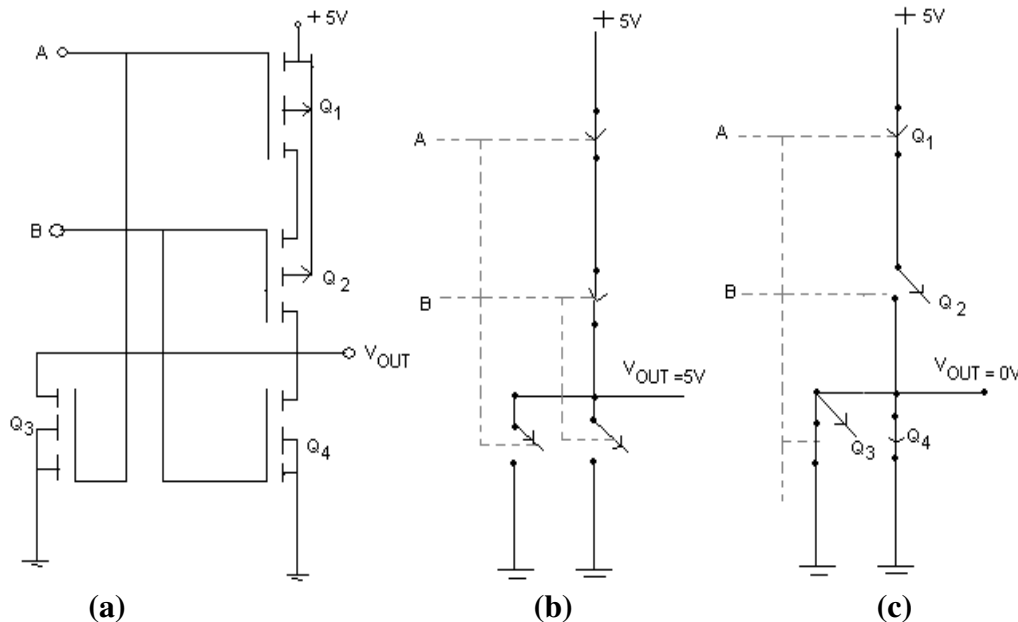 + 5V
A
Q1
B
Q2
VOUT
Q3
Q4
(a)
+ 5V
A
B
VOUT =5V
(b)
+ 5V
A
Q1
B
Q2
VOUT = 0V
Q3
Q4
(c)